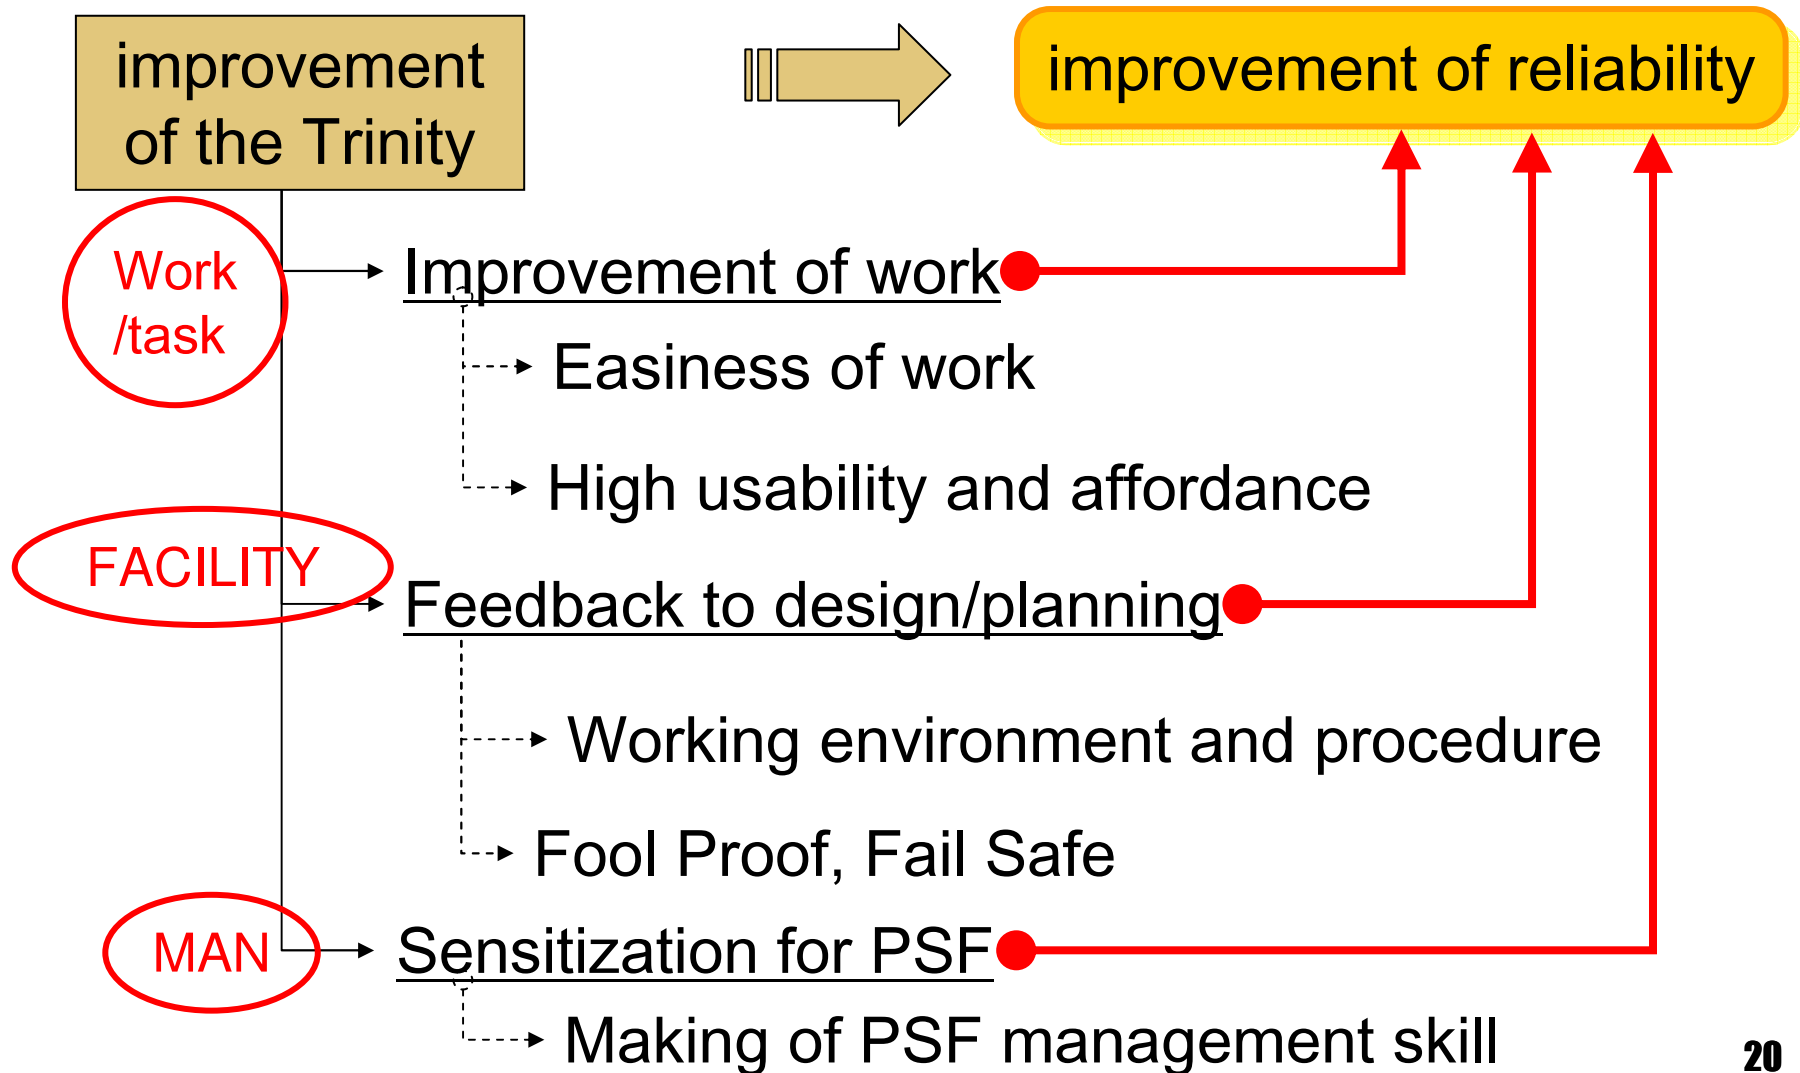 improvement
of the Trinity
improvement of reliability
Work
/task
Improvement of work
Easiness of work
High usability and affordance
FACILITY
Feedback to design/planning
Working environment and procedure
Fool Proof, Fail Safe
MAN
Sensitization for PSF
Making of PSF management skill
20